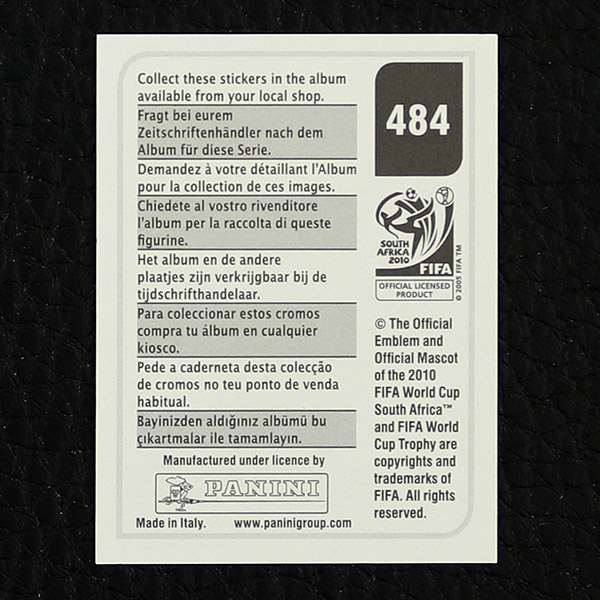 Collect these stickers in the album
available from your local shop.
Fragt bei eurem
Zeitschriftenhändler nach dem
Album für diese Serie.
Demandez à votre détaillant l'Album
pour la collection de ces images.
Chiedete al vostro rivenditore
l'album per la raccolta di queste
figurine.
Het album en de andere
plaatjes zijn verkrijgbaar bij de
tijdschrifthandelaar.
Para coleccionar estos cromos
compra tu álbum en cualquier
kiosco.
Pede a caderneta desta colecção
de cromos no teu ponto de venda
habitual.
Bayinizden aldığınız albümü bu
çıkartmalar ile tamamlayın.
Manufactured under licence by
PANINI
Made in Italy. www.paninigroup.com
484
SOUTH
AFRICA
2010
FIFA
© 2005 FIFA TM
OFFICIAL LICENSED
PRODUCT
© The Official
Emblem and
Official Mascot
of the 2010
FIFA World Cup
South Africa™
and FIFA World
Cup Trophy are
copyrights and
trademarks of
FIFA. All rights
reserved.